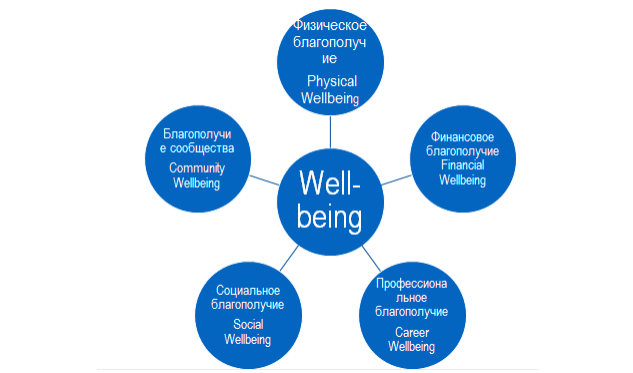 Физическое
благополуч
ие
Physical
Wellbeing
Благополучи
е сообщества
Community
Wellbeing
Финансовое
благополучие
Financial
Wellbeing
Well-
being
Социальное
благополучие
Social
Wellbeing
Профессиона
льное
благополучие
Career
Wellbeing